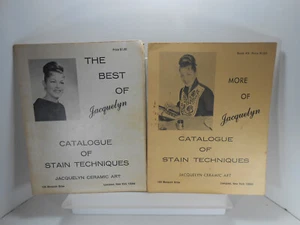 THE
BEST
OF
Jacquelyn
CATALOGUE
OF
STAIN TECHNIQUES
JACQUELYN CERAMIC ART
MORE
OF
Jacquelyn
CATALOGUE
OF
STAIN TECHNIQUES
JACQUELYN CERAMIC ART